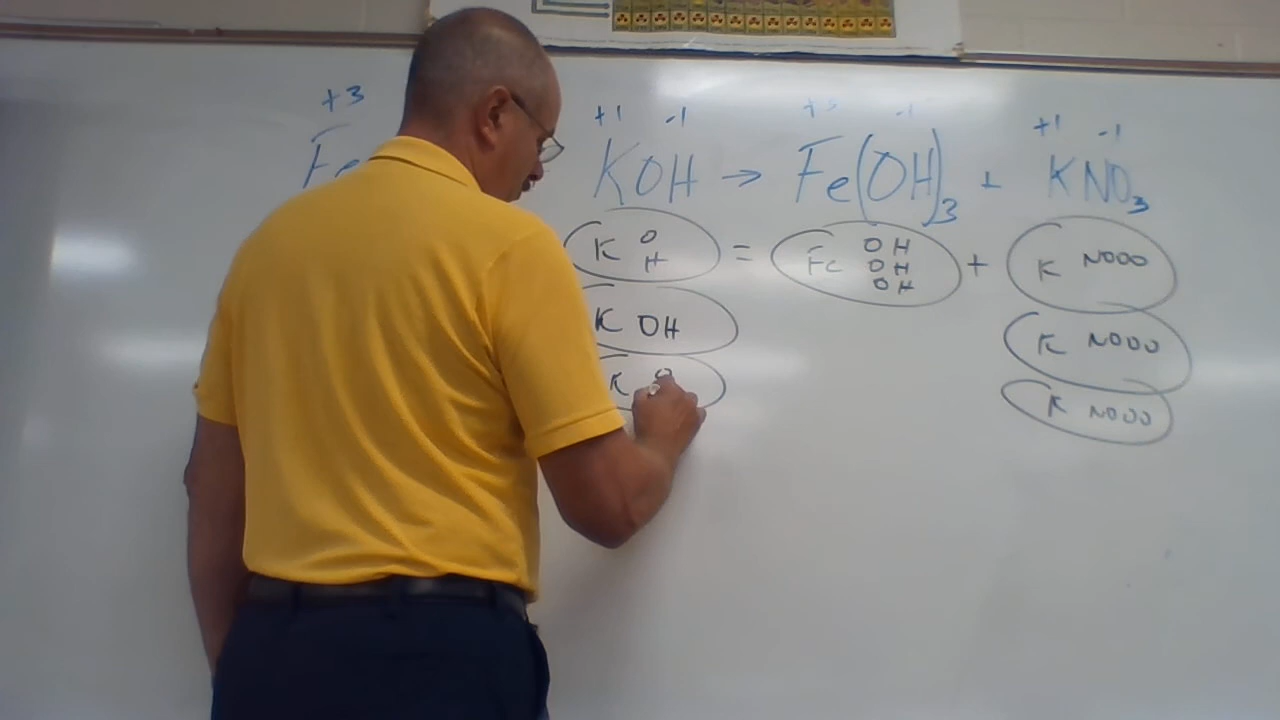 +3 +1 -1 +3 -1 +1 -1
Fe KOH → Fe(OH)3 + KNO3
K O H = Fe OH OH OH + K NOOO
K OH K NOOO
K O K NOOO